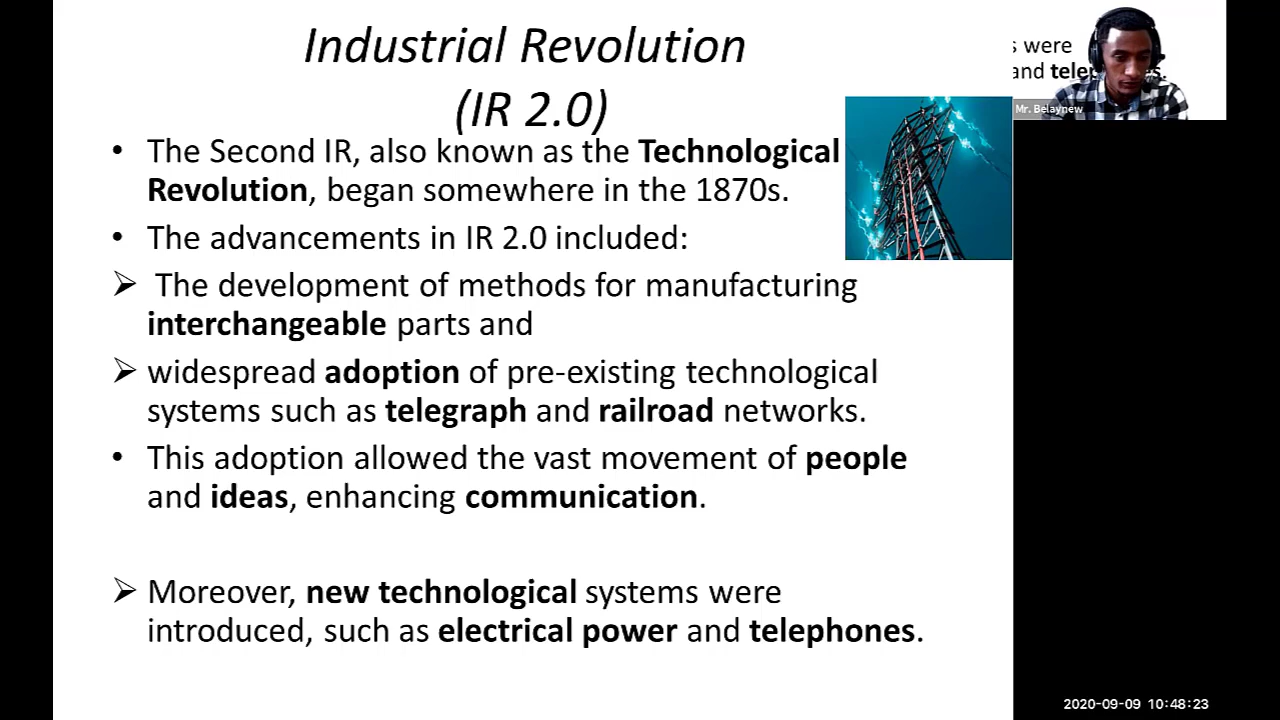 Industrial Revolution
(IR 2.0)
• The Second IR, also known as the Technological
Revolution, began somewhere in the 1870s.
• The advancements in IR 2.0 included:
➢ The development of methods for manufacturing
interchangeable parts and
➢ widespread adoption of pre-existing technological
systems such as telegraph and railroad networks.
• This adoption allowed the vast movement of people
and ideas, enhancing communication.
➢ Moreover, new technological systems were
introduced, such as electrical power and telephones.
were
and
Mr. Belaynew
2020-09-09 10:48:23